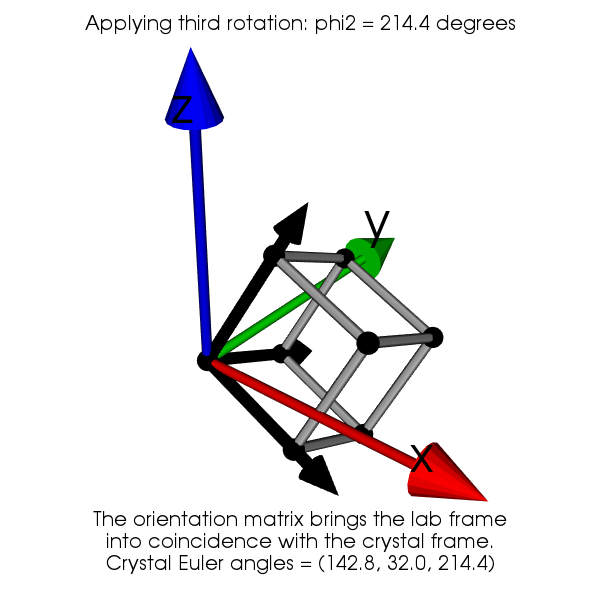 Applying third rotation: phi2 = 214.4 degrees
Z
y
X
The orientation matrix brings the lab frame
into coincidence with the crystal frame.
Crystal Euler angles = (142.8, 32.0, 214.4)